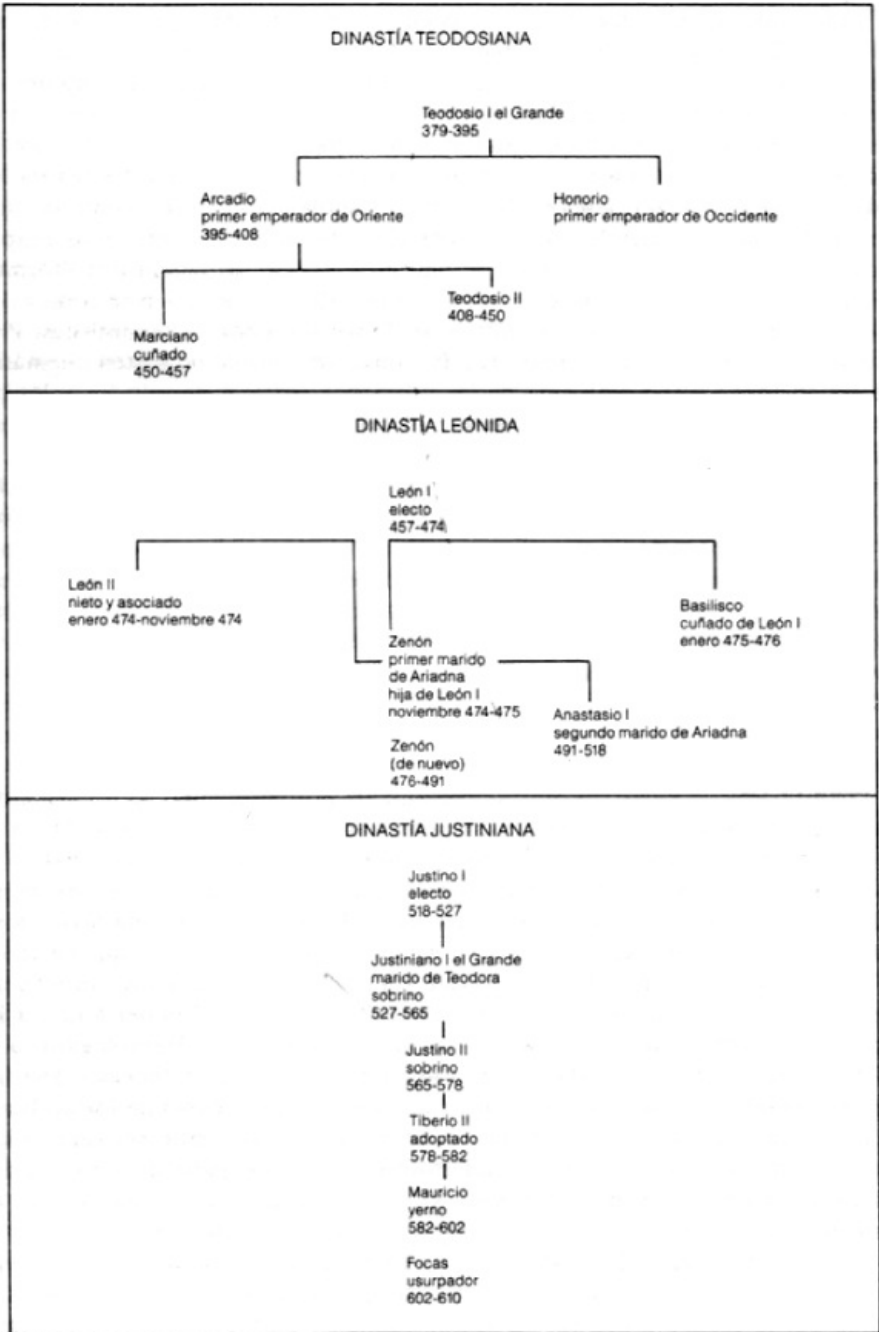 DINASTÍA TEODOSIANA
Teodosio I el Grande
379-395
Arcadio
primer emperador de Oriente
395-408
Honorio
primer emperador de Occidente
Teodosio II
408-450
Marciano
cuñado
450-457
DINASTÍA LEÓNIDA
León I
electo
457-474
León II
nieto y asociado
enero 474-noviembre 474
Basilisco
cuñado de León I
enero 475-476
Zenón
primer marido
de Ariadna
hija de León I
noviembre 474-475
Anastasio I
segundo marido de Ariadna
491-518
Zenón
(de nuevo)
476-491
DINASTÍA JUSTINIANA
Justino I
electo
518-527
Justiniano I el Grande
marido de Teodora
sobrino
527-565
Justino II
sobrino
565-578
Tiberio II
adoptado
578-582
Mauricio
yerno
582-602
Focas
usurpador
602-610